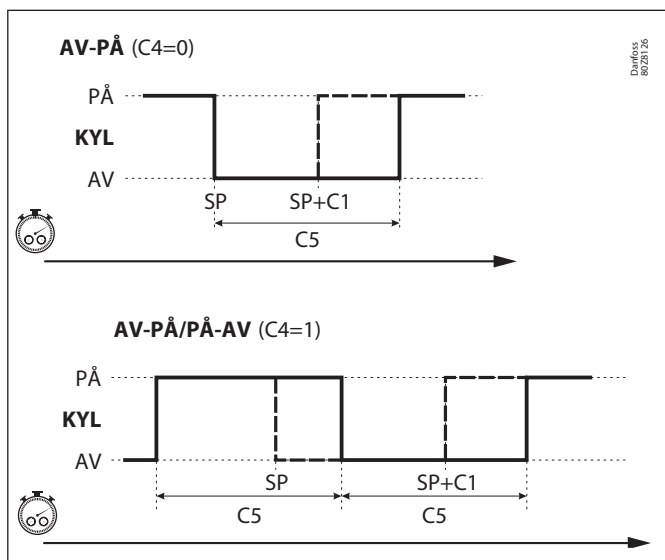 AV-PÅ (C4=0)
Danfoss
80Z8126
PÅ
KYL
AV
SP SP+C1
C5
AV-PÅ/PÅ-AV (C4=1)
PÅ
KYL
AV
SP SP+C1
C5 C5